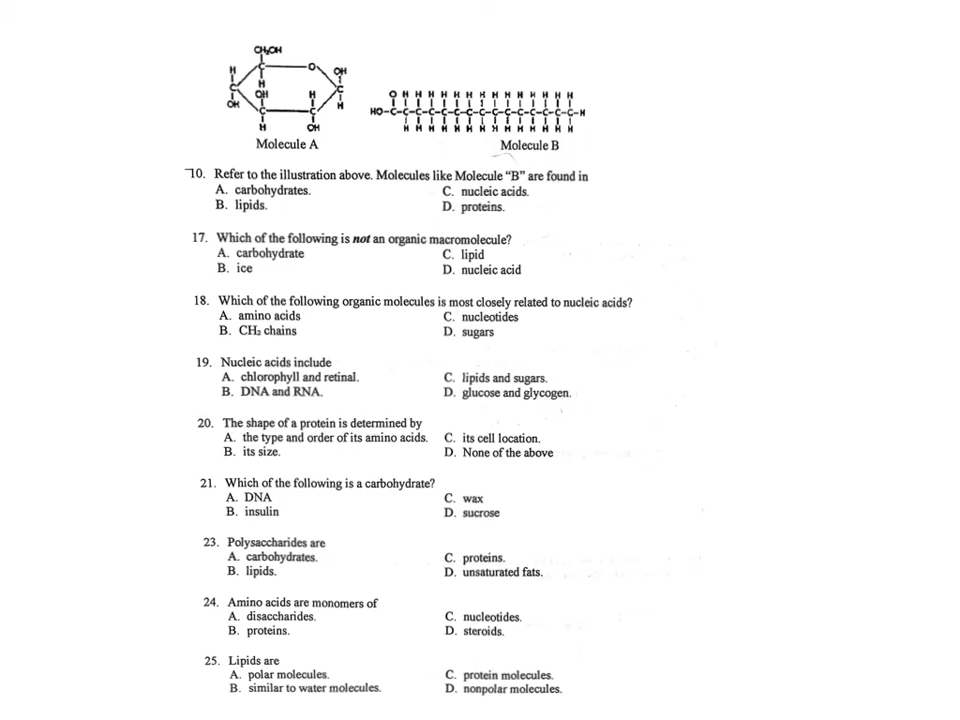 CH₂OH
H C O OH
C H C
OH OH H H
C C
H OH
O H H H H H H H H H H H H H H
HO-C-C-C-C-C-C-C-C-C-C-C-C-C-C-C-H
H H H H H H H H H H H H H H
Molecule A Molecule B
10. Refer to the illustration above. Molecules like Molecule “B” are found in
A. carbohydrates. C. nucleic acids.
B. lipids. D. proteins.
17. Which of the following is not an organic macromolecule?
A. carbohydrate C. lipid
B. ice D. nucleic acid
18. Which of the following organic molecules is most closely related to nucleic acids?
A. amino acids C. nucleotides
B. CH₂ chains D. sugars
19. Nucleic acids include
A. chlorophyll and retinal. C. lipids and sugars.
B. DNA and RNA. D. glucose and glycogen.
20. The shape of a protein is determined by
A. the type and order of its amino acids. C. its cell location.
B. its size. D. None of the above
21. Which of the following is a carbohydrate?
A. DNA C. wax
B. insulin D. sucrose
23. Polysaccharides are
A. carbohydrates. C. proteins.
B. lipids. D. unsaturated fats.
24. Amino acids are monomers of
A. disaccharides. C. nucleotides.
B. proteins. D. steroids.
25. Lipids are
A. polar molecules. C. protein molecules.
B. similar to water molecules. D. nonpolar molecules.